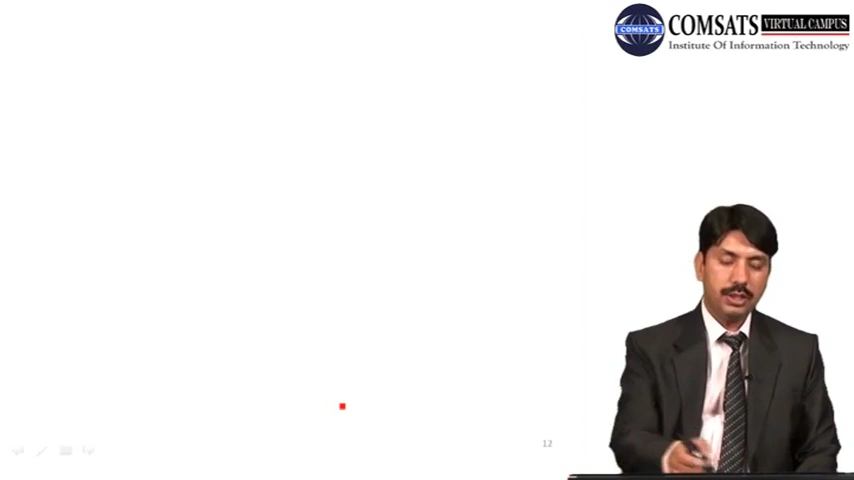 COMSATS VIRTUAL CAMPUS
COMSATS
Institute Of Information Technology
12